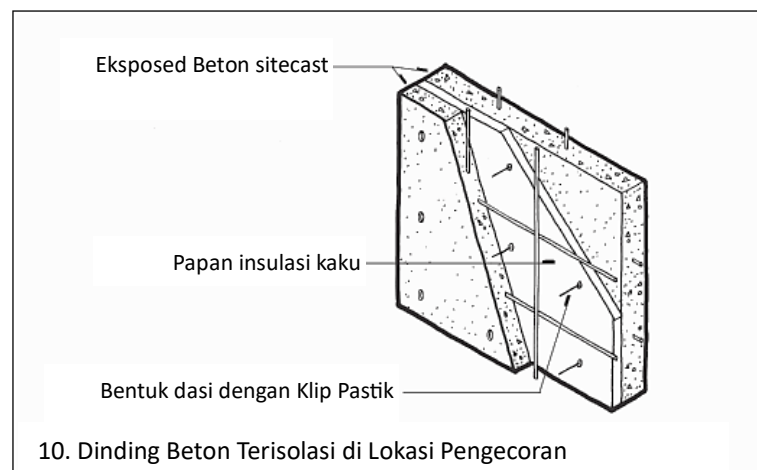 Eksposed Beton sitecast
Papan insulasi kaku
Bentuk dasi dengan Klip Pastik
10. Dinding Beton Terisolasi di Lokasi Pengecoran